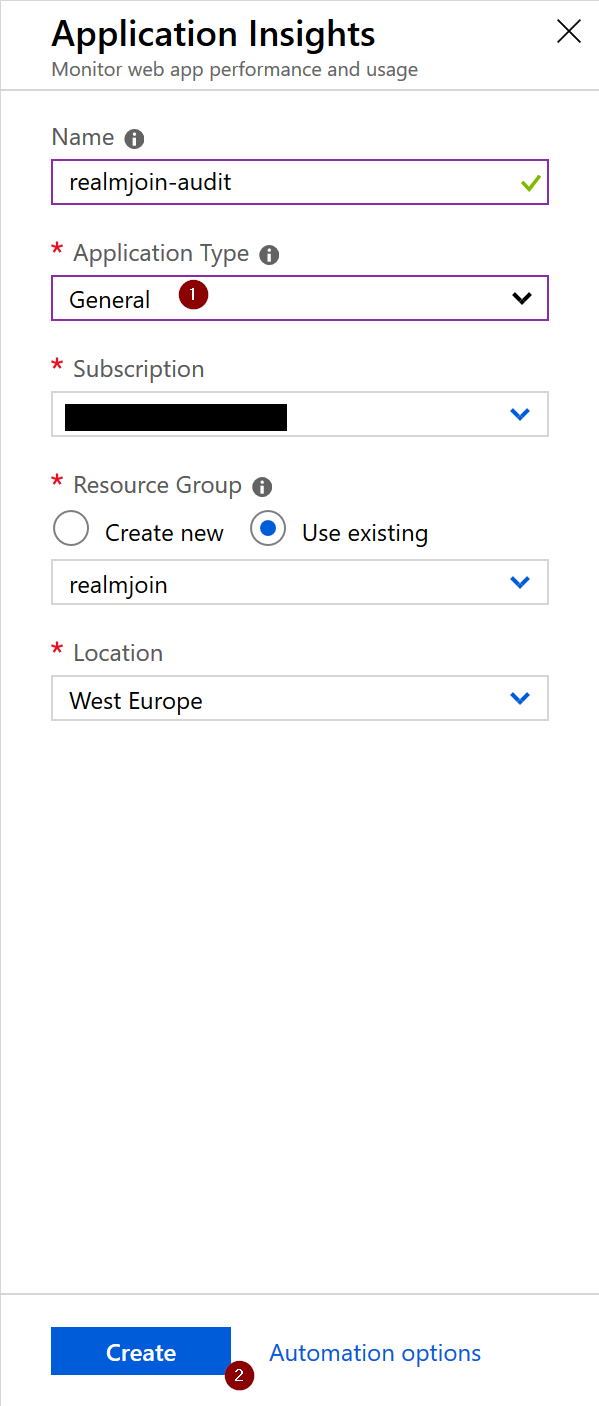 Application Insights
Monitor web app performance and usage
Name
realmjoin-audit
* Application Type
General 1
* Subscription
* Resource Group
Create new Use existing
realmjoin
* Location
West Europe
Create Automation options
2